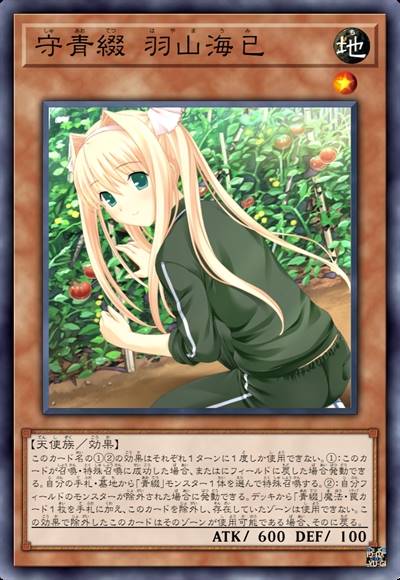 守青綴 羽山海已
地
【天使族／効果】
このカード名の①②の効果はそれぞれ１ターンに１度しか使用できない。①：この
カードが召喚・特殊召喚に成功した場合、またはにフィールドに戻した場合発動でき
る。自分の手札・墓地から「青綴」モンスター１体を選んで特殊召喚する。②：自分フ
ィールドのモンスターが除外された場合に発動できる。デッキから「青綴」魔法・罠カ
ード１枚を手札に加え、このカードを除外し、存在していたゾーンは使用できない。こ
の効果で除外したこのカードはそのゾーンが使用可能である場合、そのに戻る。
ATK/ 600 DEF/ 100